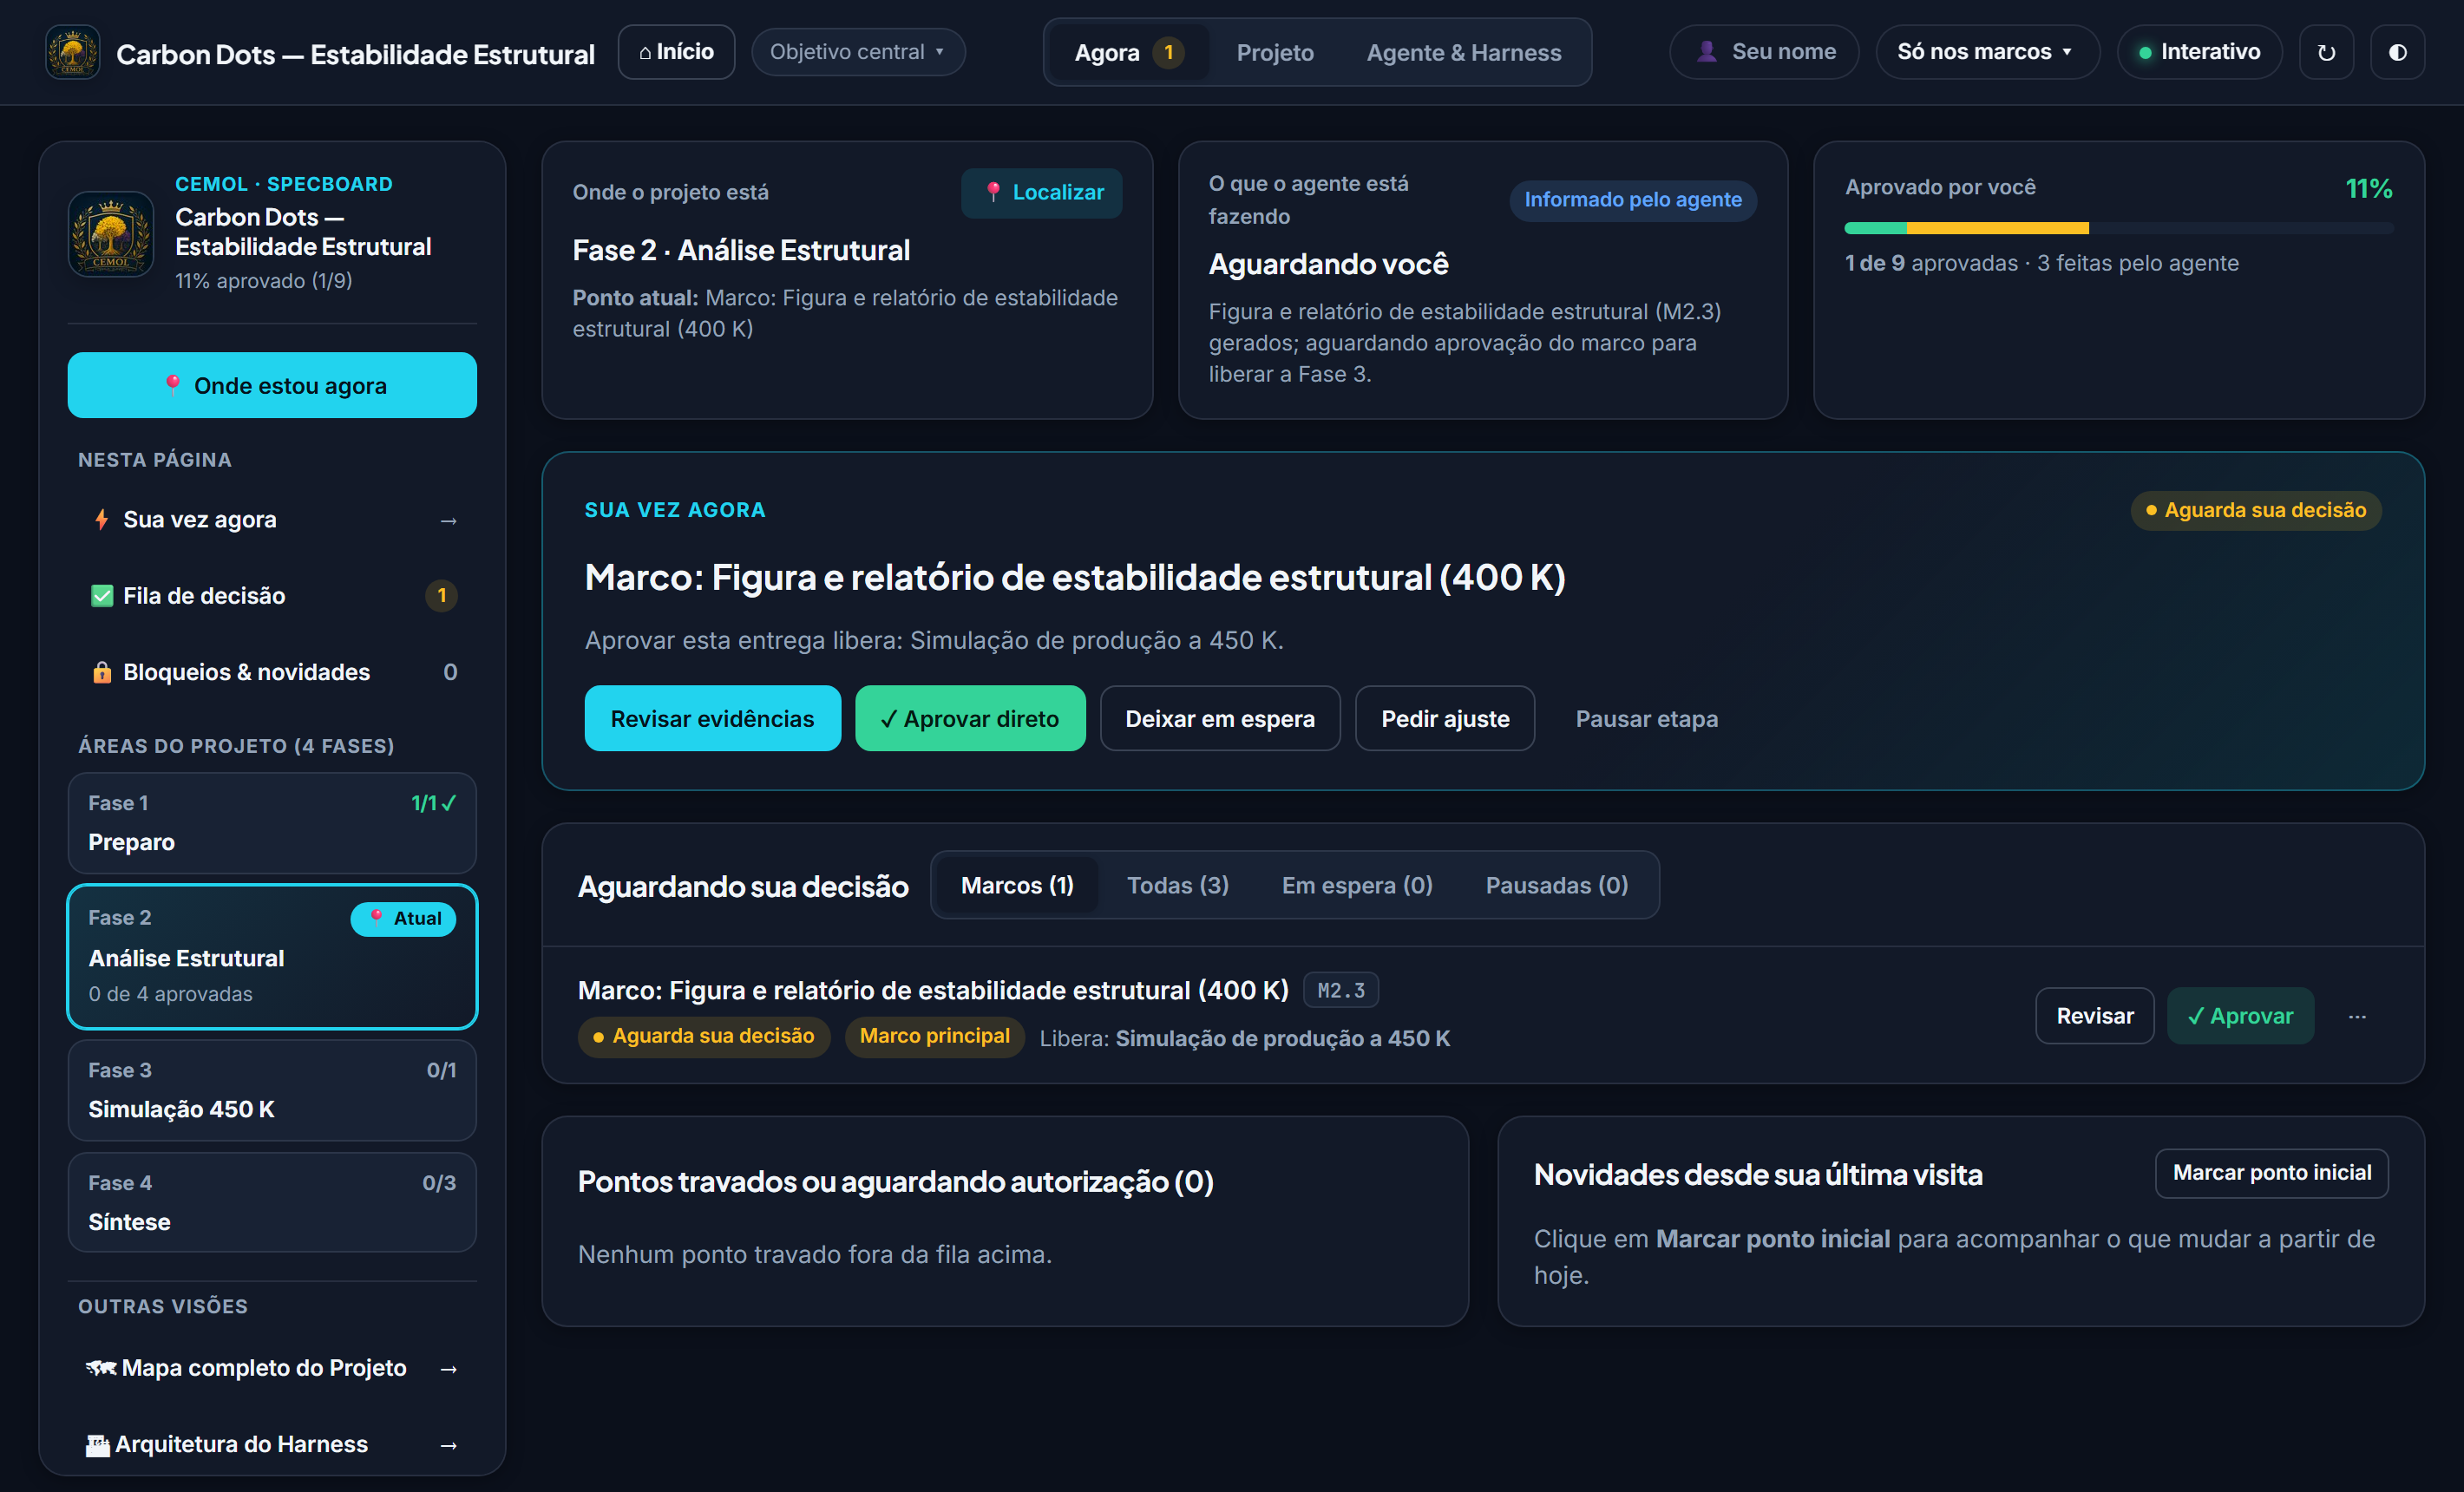 Carbon Dots — Estabilidade Estrutural
⌂ Início
Objetivo central ▾
Agora 1
Projeto
Agente & Harness
Seu nome
Só nos marcos ▾
Interativo
CEMOL · SPECBOARD
Carbon Dots —
Estabilidade Estrutural
11% aprovado (1/9)
CEMOL
Onde estou agora
NESTA PÁGINA
Sua vez agora →
Fila de decisão 1
Bloqueios & novidades 0
ÁREAS DO PROJETO (4 FASES)
Fase 1 1/1 ✓
Preparo
Fase 2 Atual
Análise Estrutural
0 de 4 aprovadas
Fase 3 0/1
Simulação 450 K
Fase 4 0/3
Síntese
OUTRAS VISÕES
Mapa completo do Projeto →
Arquitetura do Harness →
Onde o projeto está
Localizar
Fase 2 · Análise Estrutural
Ponto atual: Marco: Figura e relatório de estabilidade
estrutural (400 K)
O que o agente está
fazendo
Informado pelo agente
Aguardando você
Figura e relatório de estabilidade estrutural (M2.3)
gerados; aguardando aprovação do marco para
liberar a Fase 3.
Aprovado por você 11%
1 de 9 aprovadas · 3 feitas pelo agente
SUA VEZ AGORA
Aguarda sua decisão
Marco: Figura e relatório de estabilidade estrutural (400 K)
Aprovar esta entrega libera: Simulação de produção a 450 K.
Revisar evidências
✓ Aprovar direto
Deixar em espera
Pedir ajuste
Pausar etapa
Aguardando sua decisão
Marcos (1)
Todas (3)
Em espera (0)
Pausadas (0)
Marco: Figura e relatório de estabilidade estrutural (400 K) M2.3
Aguarda sua decisão
Marco principal
Libera: Simulação de produção a 450 K
Revisar
✓ Aprovar
···
Pontos travados ou aguardando autorização (0)
Nenhum ponto travado fora da fila acima.
Novidades desde sua última visita
Marcar ponto inicial
Clique em Marcar ponto inicial para acompanhar o que mudar a partir de
hoje.